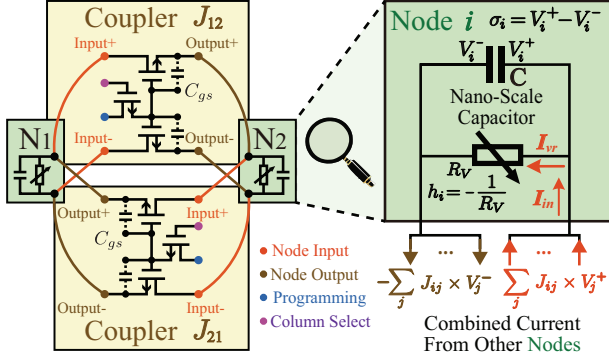 Coupler J12
Input+
Output+
Cgs
Input-
Output-
N1
N2
Output+
Input+
Cgs
Output-
Input-
Coupler J21
Node Input
Node Output
Programming
Column Select
Node i σi = Vi+ − Vi-
Vi- Vi+
C
Nano-Scale
Capacitor
RV
Ivr
hi = - 1/RV
Iin
... ...
-∑j Jij × Vj- ∑j Jij × Vj+
Combined Current
From Other Nodes